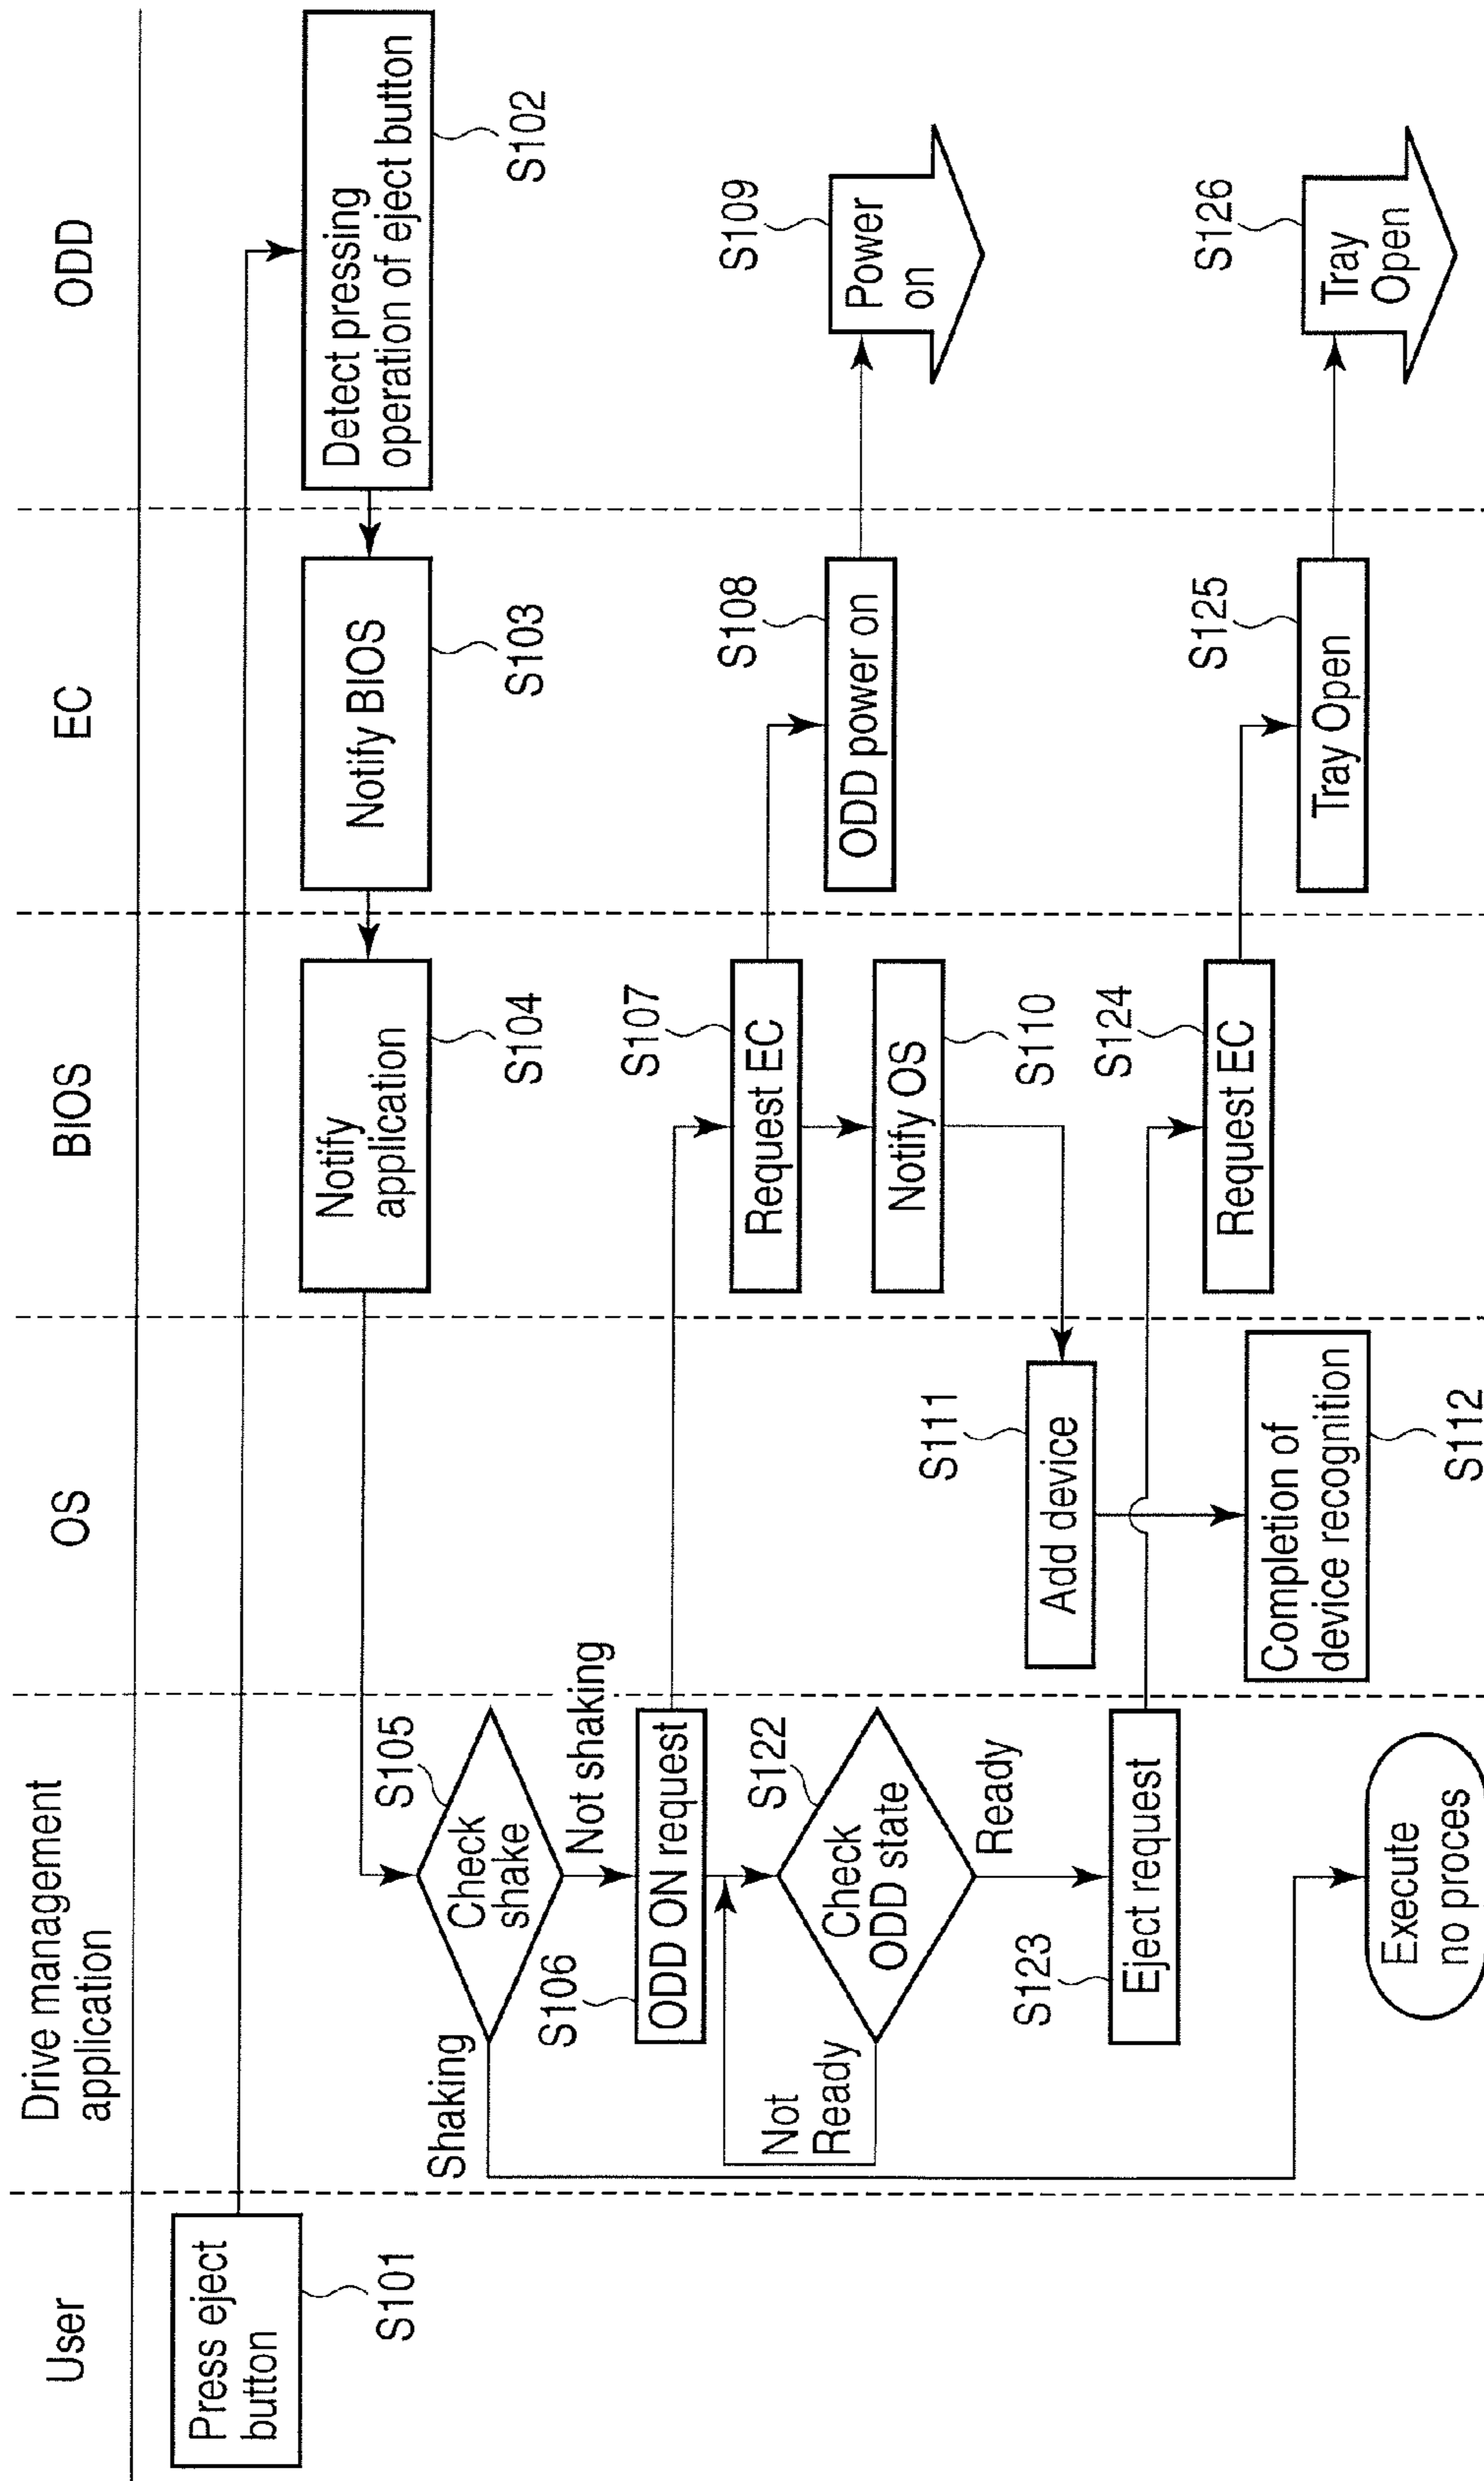 User
Drive management
application
OS
BIOS
EC
ODD
Press eject
button
S101
Detect pressing
operation of eject button
S102
Notify BIOS
S103
Notify
application
S104
Check
shake
S105
Shaking
Not shaking
S106
ODD ON request
S107
Request EC
S108
ODD power on
S109
Power
on
Notify OS
S110
S111
Add device
Completion of
device recognition
S112
S122
Check
ODD state
Not
Ready
Ready
S123
Eject request
S124
Request EC
S125
Tray Open
S126
Tray
Open
Execute
no proces